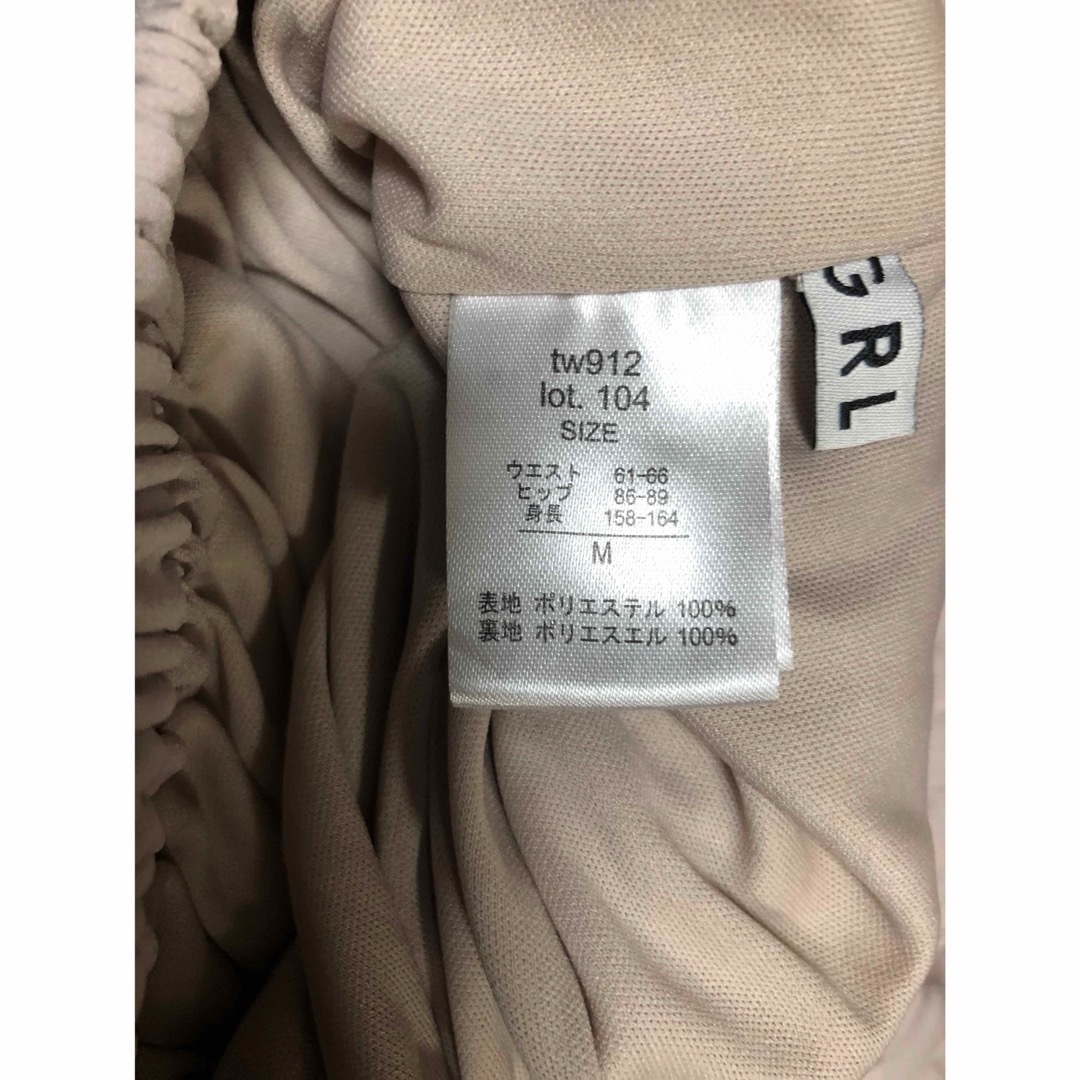 tw912
lot. 104
SIZE
ウエスト 61-66
ヒップ 86-89
身長 158-164
M
表地 ポリエステル 100%
裏地 ポリエスエル 100%
GRL